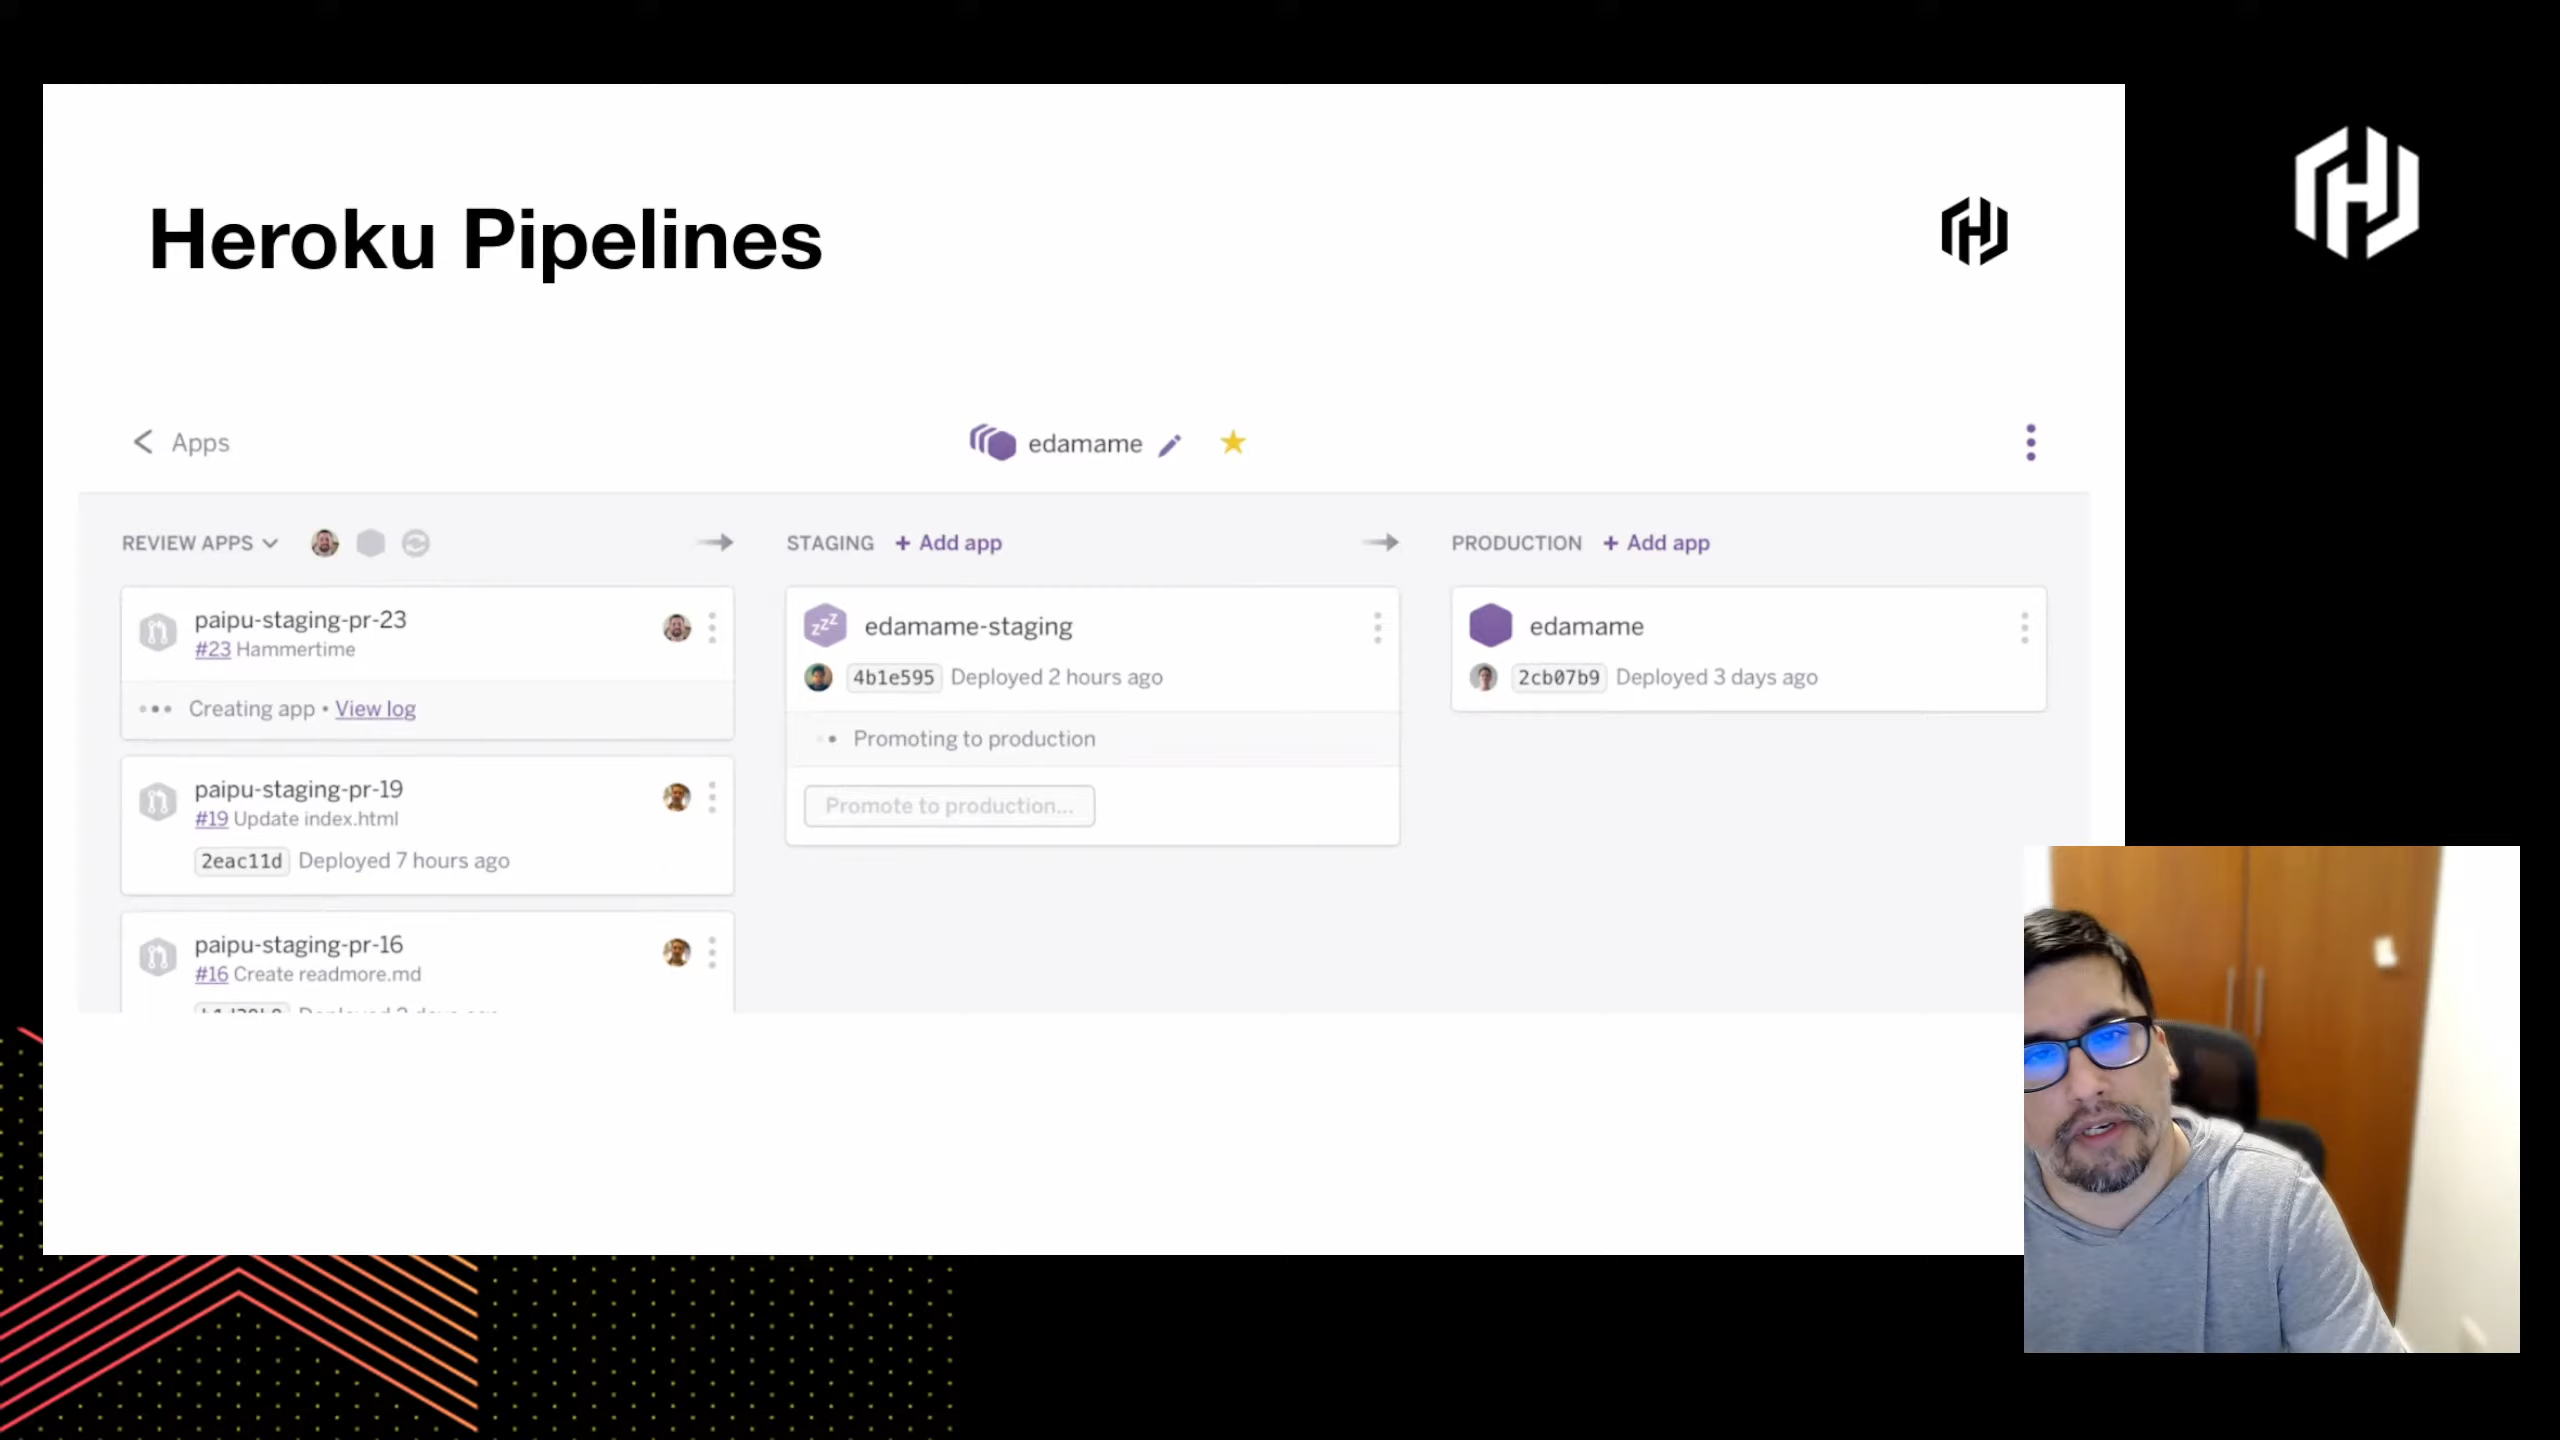 Heroku Pipelines
Apps
edamame
REVIEW APPS
STAGING + Add app
PRODUCTION + Add app
paipu-staging-pr-23
#23 Hammertime
Creating app • View log
paipu-staging-pr-19
#19 Update index.html
2eac11d Deployed 7 hours ago
paipu-staging-pr-16
#16 Create readmore.md
zzz
edamame-staging
4b1e595 Deployed 2 hours ago
Promoting to production
Promote to production...
edamame
2cb07b9 Deployed 3 days ago